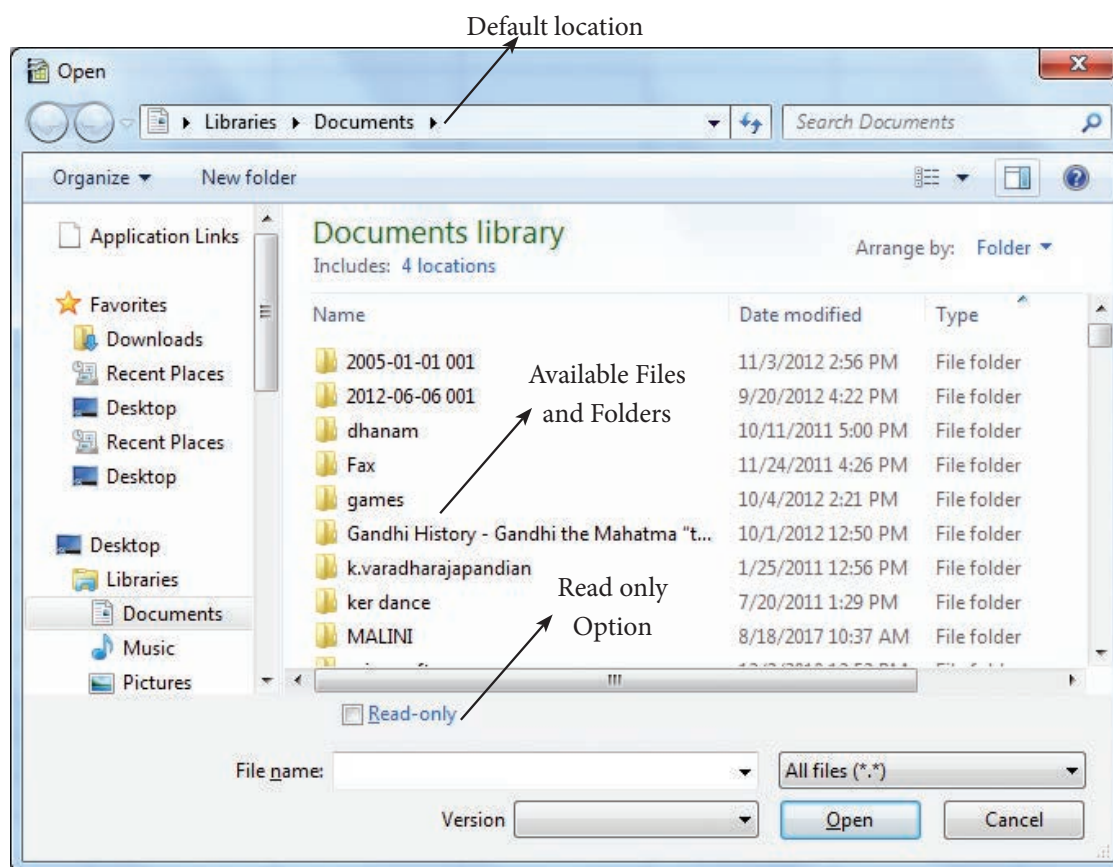 Default location
Open
Libraries Documents
Search Documents
Organize New folder
Application Links
Favorites
Downloads
Recent Places
Desktop
Recent Places
Desktop
Desktop
Libraries
Documents
Music
Pictures
Documents library
Includes: 4 locations
Arrange by: Folder
Name Date modified Type
2005-01-01 001 11/3/2012 2:56 PM File folder
2012-06-06 001 9/20/2012 4:22 PM File folder
dhanam 10/11/2011 5:00 PM File folder
Fax 11/24/2011 4:26 PM File folder
games 10/4/2012 2:21 PM File folder
Gandhi History - Gandhi the Mahatma "t... 10/1/2012 12:50 PM File folder
k.varadharajapandian 1/25/2011 12:56 PM File folder
ker dance 7/20/2011 1:29 PM File folder
MALINI 8/18/2017 10:37 AM File folder
Available Files
and Folders
Read only
Option
Read-only
File name: All files (*.*)
Version Open Cancel